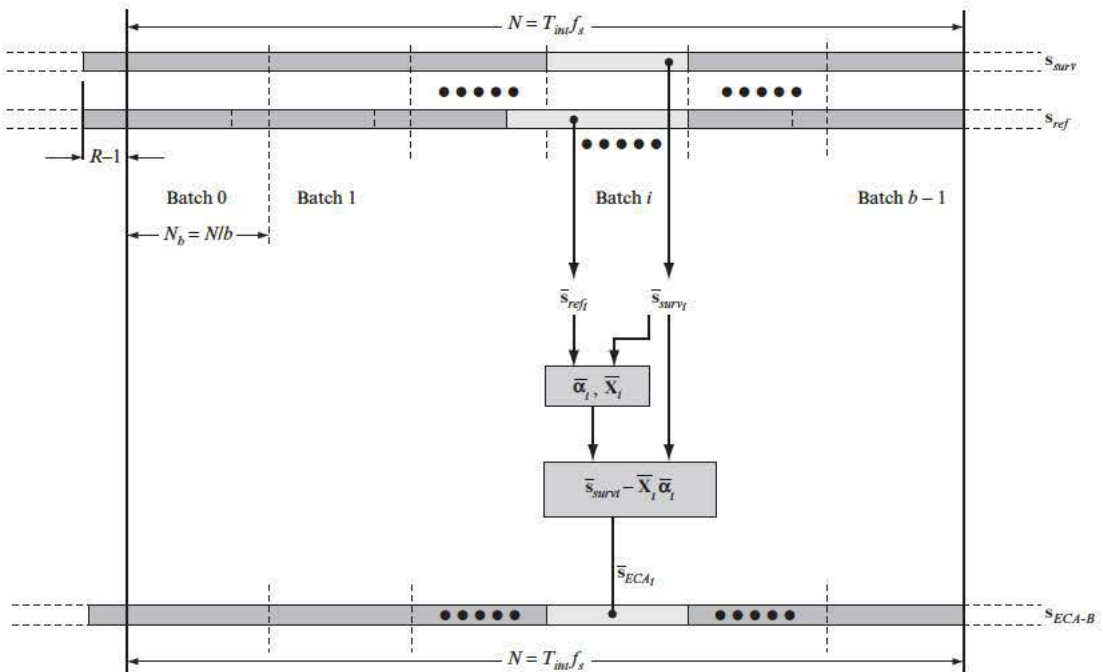 N = T_int f_s
s_surv
s_ref
R–1
Batch 0 Batch 1 Batch i Batch b – 1
N_b = N/b
s̄_ref_i s̄_surv_i
ᾱ_i , X̄_i
s̄_survi – X̄_i ᾱ_i
s̄_ECA_i
s_ECA-B
N = T_int f_s